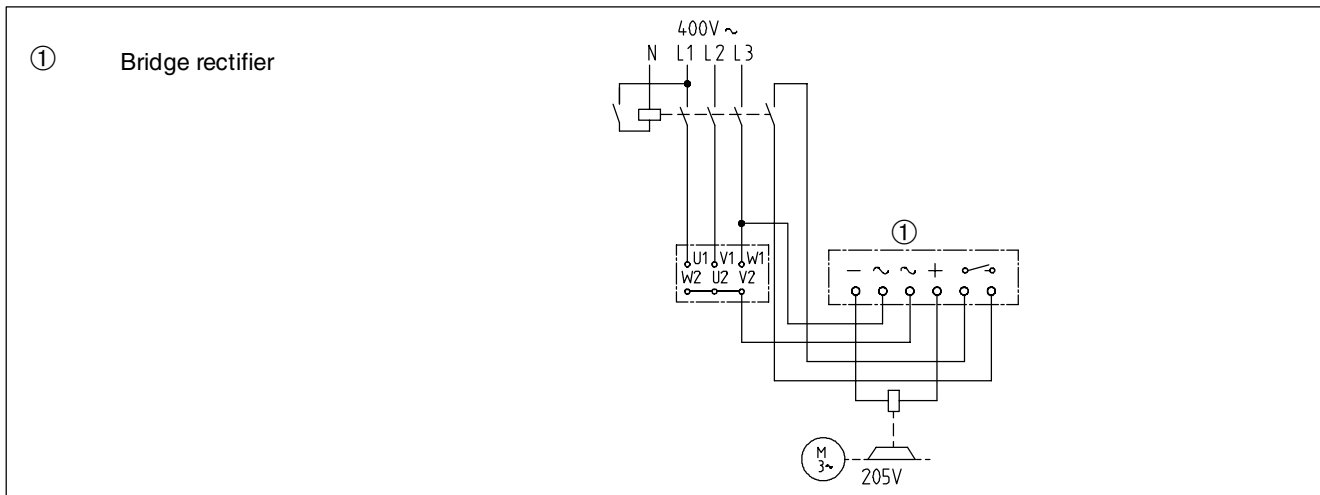 ① Bridge rectifier
400V ~
N L1 L2 L3
①
U1 V1 W1
W2 U2 V2
− ~ ~ +
M
3~
205V